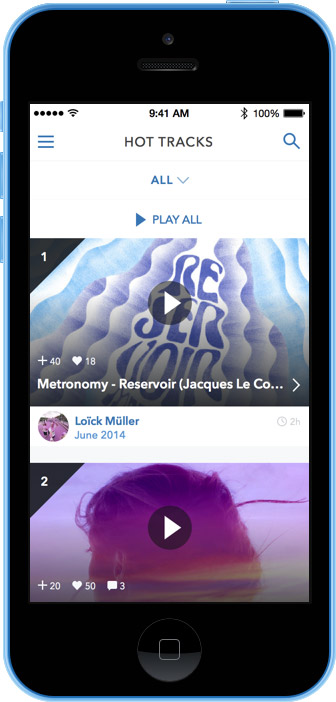 9:41 AM 100%
HOT TRACKS
ALL
PLAY ALL
1
RE
SER
VOIR
+40 18
Metronomy - Reservoir (Jacques Le Co...
Loïck Müller 2h
June 2014
2
+20 50 3